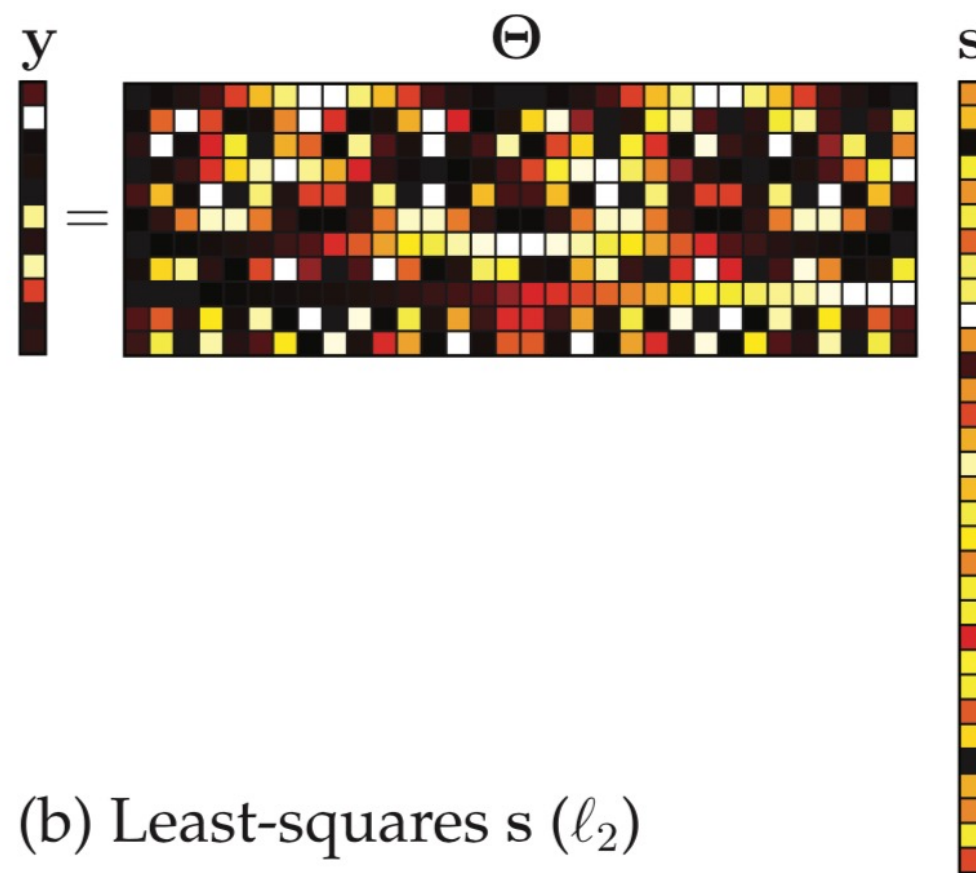 y Θ s
=
(b) Least-squares s (ℓ₂)